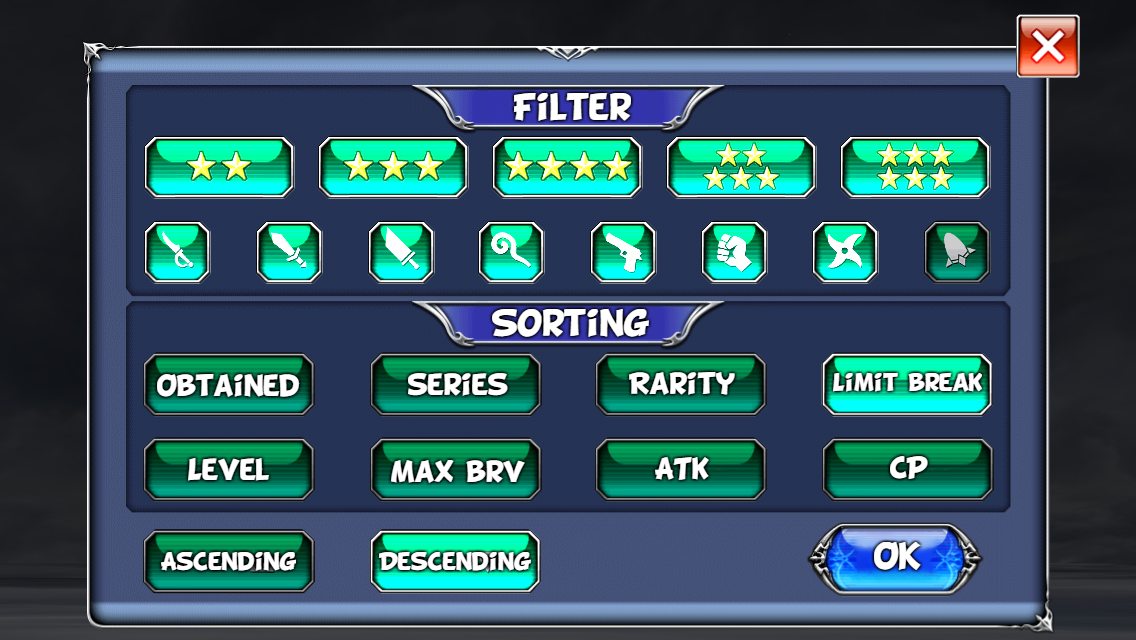 FiLTER
SORTiNG
OBTAiNED
SERiES
RARiTY
LiMiT BREAK
LEVEL
MAX BRV
ATK
CP
ASCENDiNG
DESCENDiNG
OK